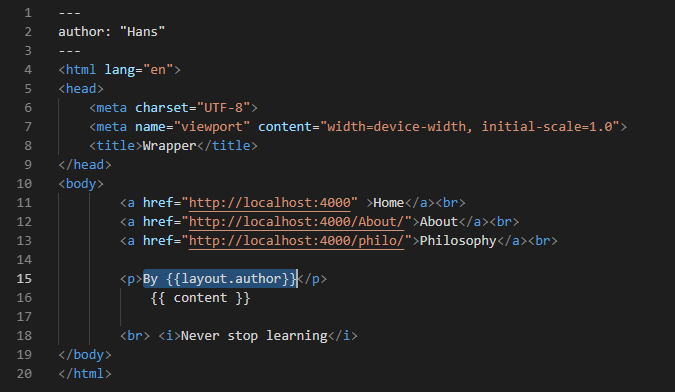 1 ---
2 author: "Hans"
3 ---
4 <html lang="en">
5 <head>
6     <meta charset="UTF-8">
7     <meta name="viewport" content="width=device-width, initial-scale=1.0">
8     <title>Wrapper</title>
9 </head>
10 <body>
11         <a href="http://localhost:4000" >Home</a><br>
12         <a href="http://localhost:4000/About/">About</a><br>
13         <a href="http://localhost:4000/philo/">Philosophy</a><br>
14
15         <p>By {{layout.author}}</p>
16             {{ content }}
17
18         <br> <i>Never stop learning</i>
19 </body>
20 </html>